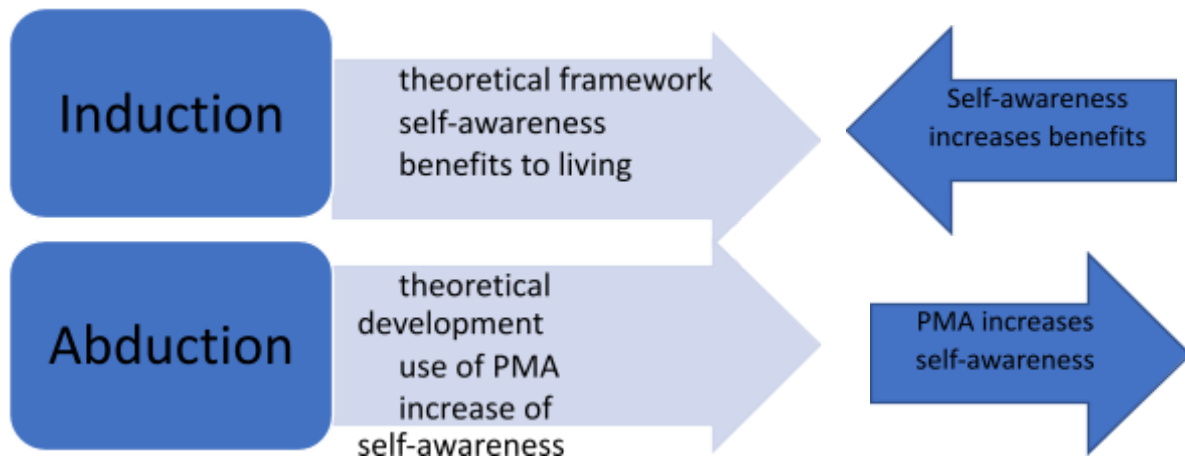 Induction
theoretical framework
self-awareness
benefits to living
Self-awareness
increases benefits
Abduction
theoretical
development
use of PMA
increase of
self-awareness
PMA increases
self-awareness